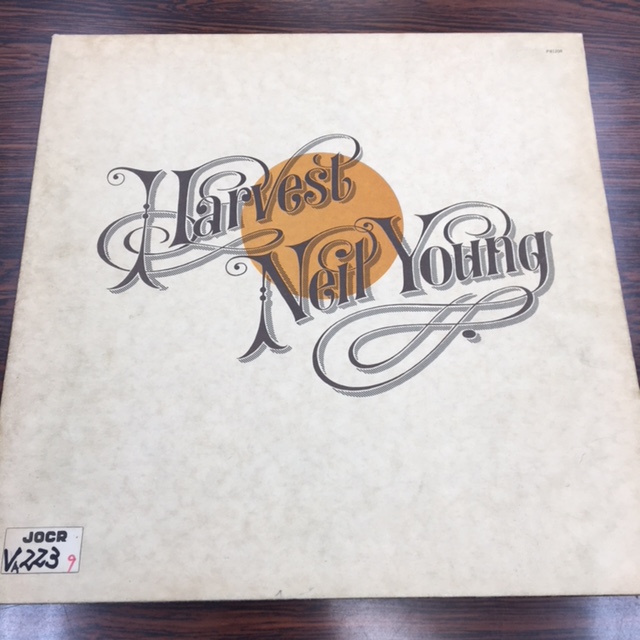 Harvest
Neil Young
JOCR
V,223 9